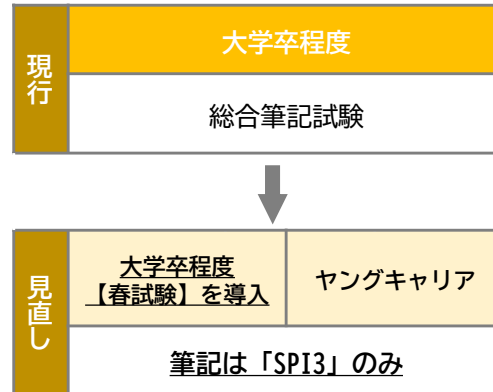 現行
大学卒程度
総合筆記試験
見直し
大学卒程度
【春試験】を導入
ヤングキャリア
筆記は「SPI3」のみ